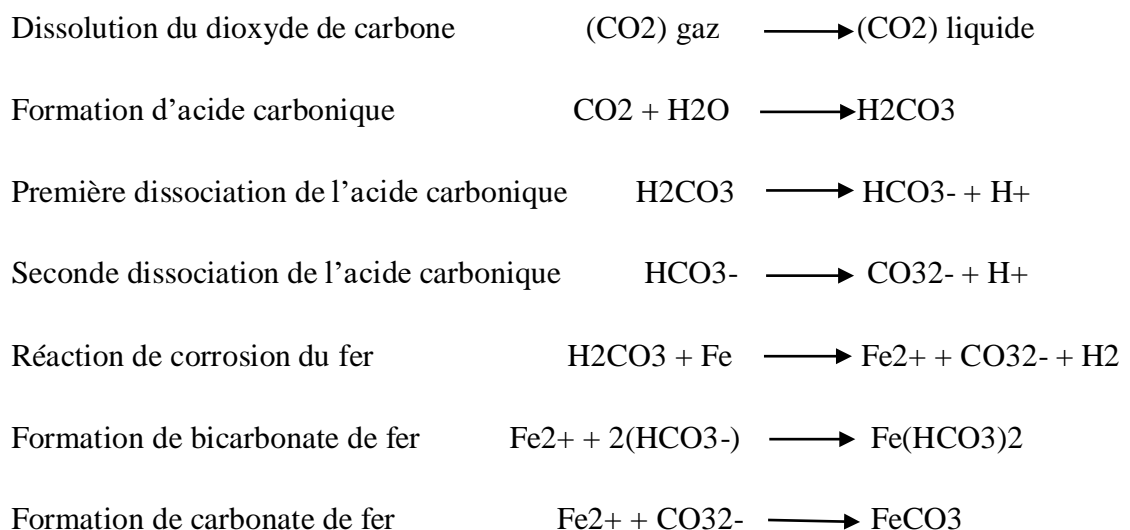 Dissolution du dioxyde de carbone (CO2) gaz → (CO2) liquide
Formation d'acide carbonique CO2 + H2O → H2CO3
Première dissociation de l'acide carbonique H2CO3 → HCO3- + H+
Seconde dissociation de l'acide carbonique HCO3- → CO32- + H+
Réaction de corrosion du fer H2CO3 + Fe → Fe2+ + CO32- + H2
Formation de bicarbonate de fer Fe2+ + 2(HCO3-) → Fe(HCO3)2
Formation de carbonate de fer Fe2+ + CO32- → FeCO3